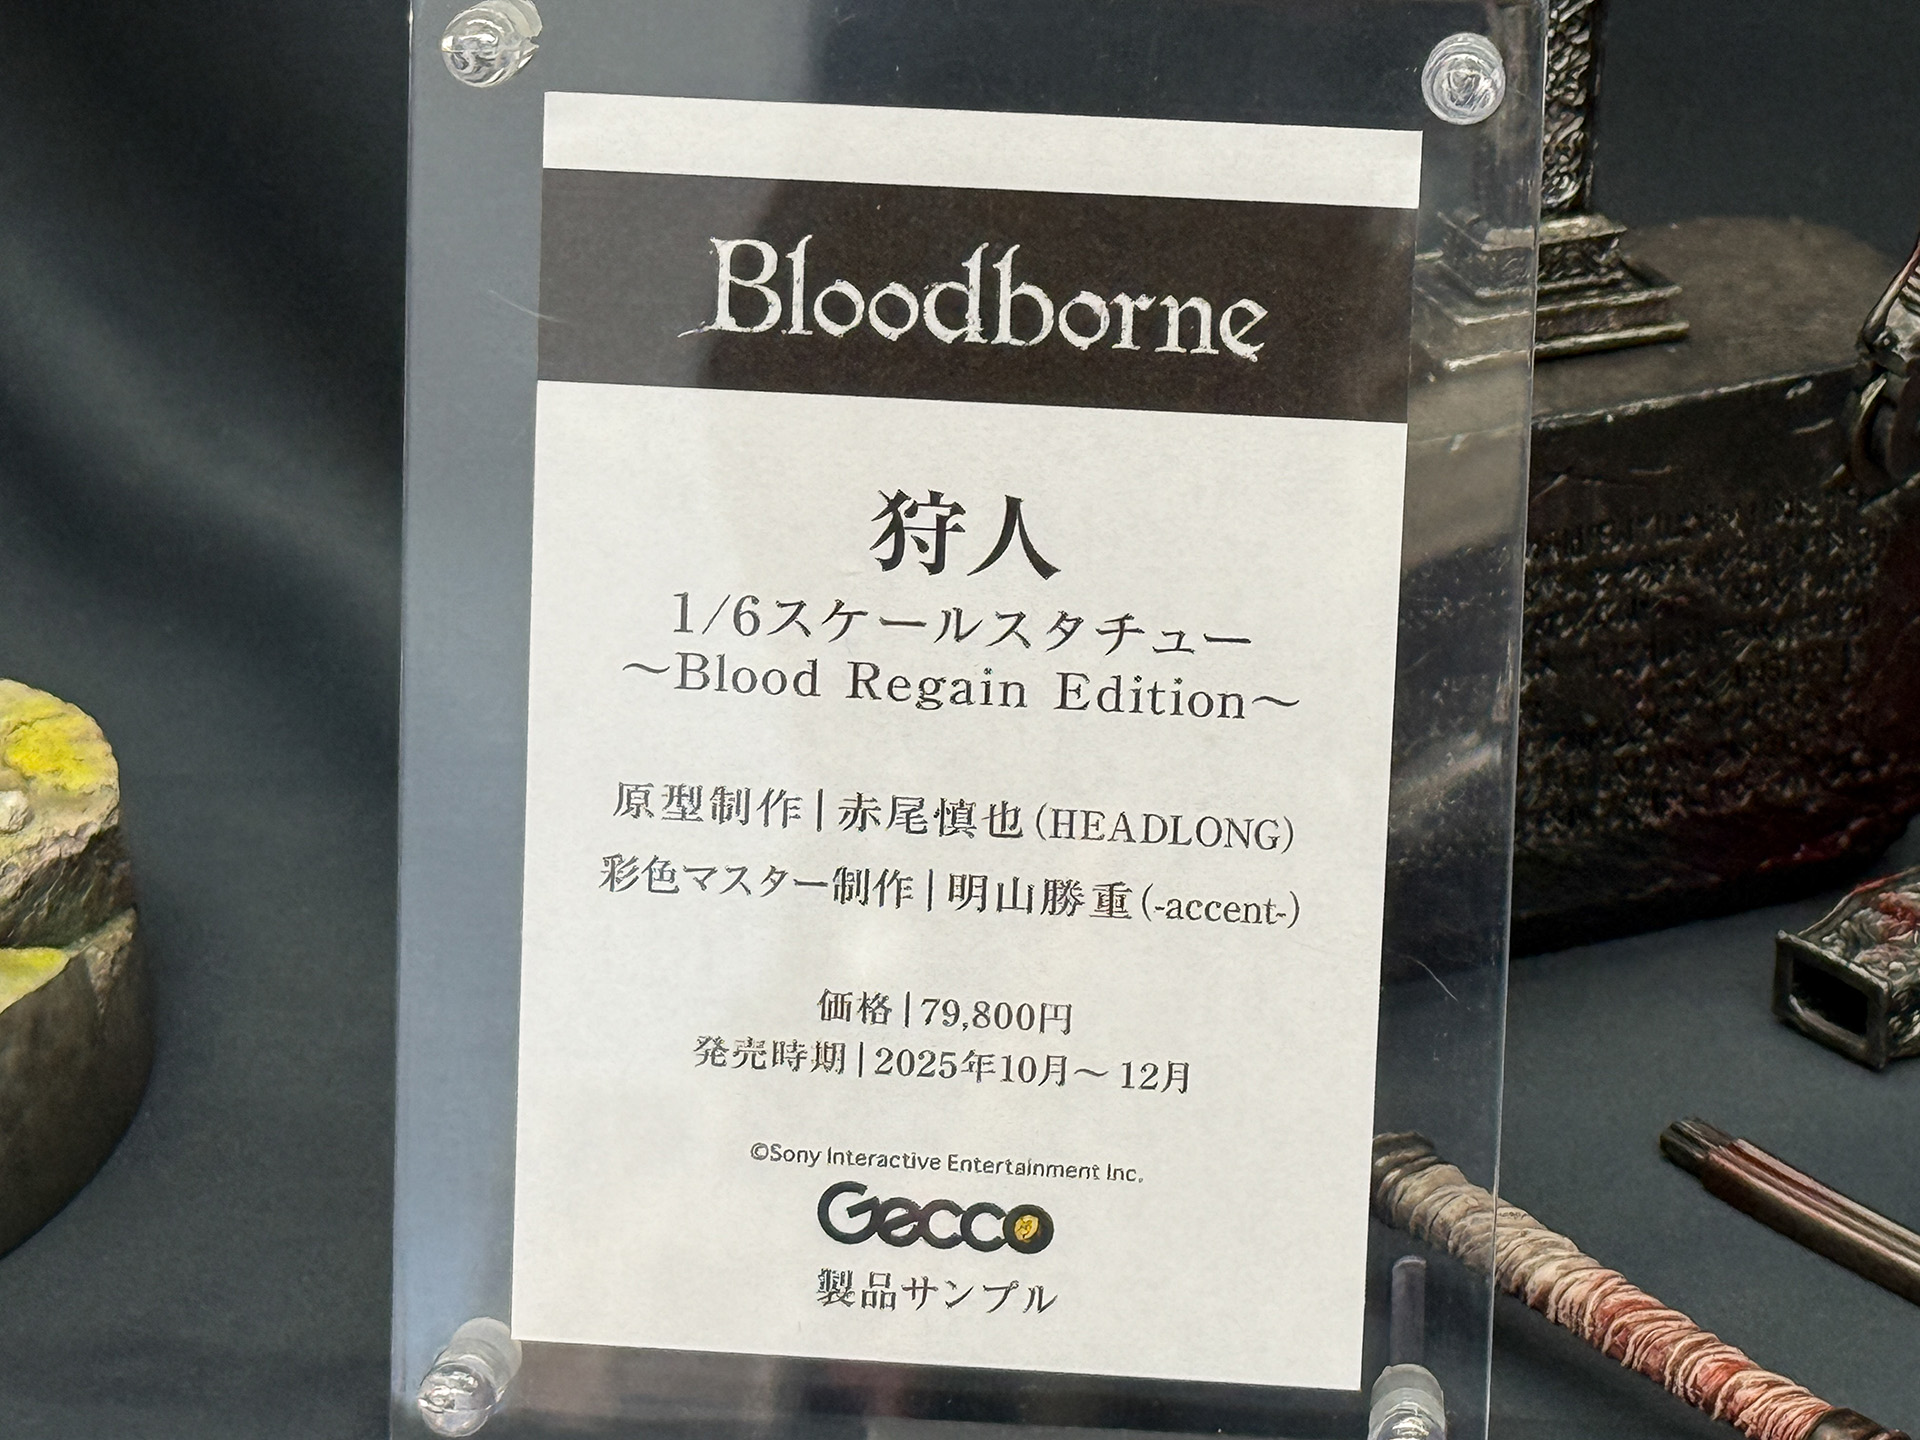 Bloodborne
狩人
1/6スケールスタチュー
～Blood Regain Edition～
原型制作|赤尾慎也(HEADLONG)
彩色マスター制作|明山勝重(-accent-)
価格|79,800円
発売時期|2025年10月～12月
©Sony Interactive Entertainment Inc.
Gecco
製品サンプル